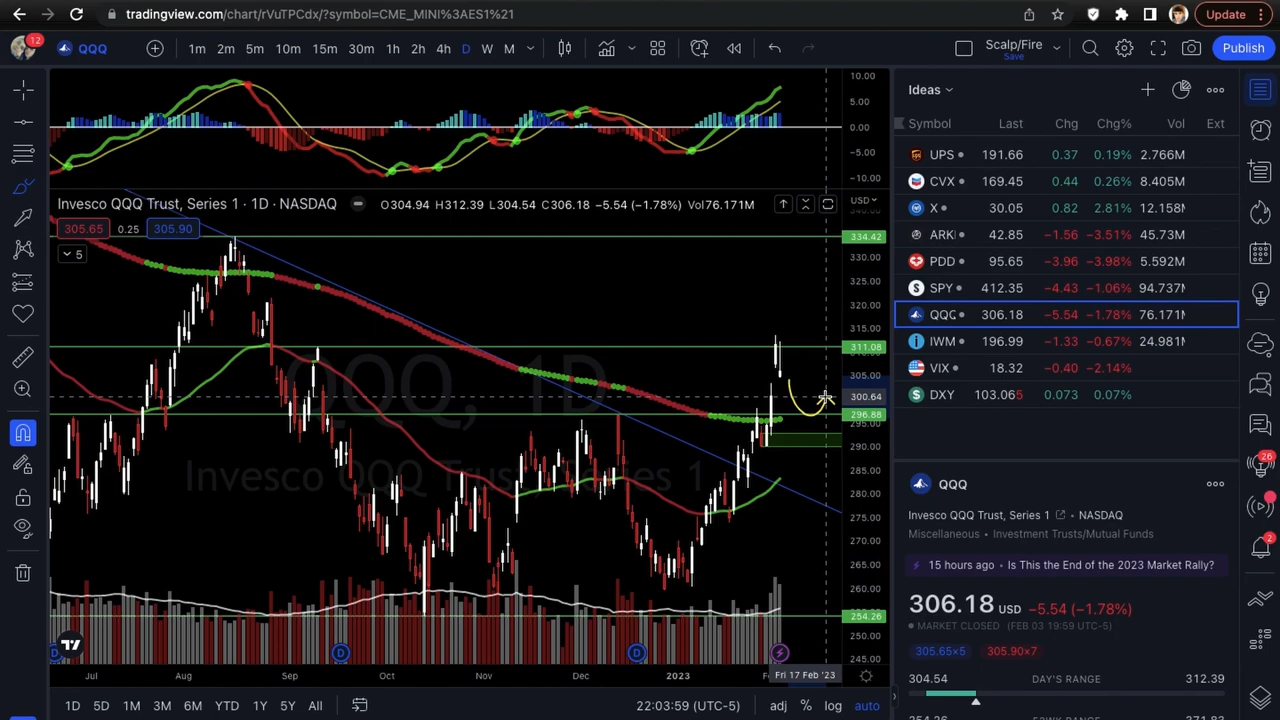 tradingview.com/chart/rVuTPCdx/?symbol=CME_MINI%3AES1%21
Update
12
QQQ
1m 2m 5m 10m 15m 30m 1h 2h 4h D W M
Scalp/Fire
Save
Publish
10.00
5.00
0.00
−5.00
−10.00
Invesco QQQ Trust, Series 1 · 1D · NASDAQ
O304.94 H312.39 L304.54 C306.18 −5.54 (−1.78%) Vol76.171M
USD
305.65 0.25 305.90
5
334.42
330.00
325.00
320.00
315.00
311.08
305.00
300.64
296.88
295.00
290.00
285.00
280.00
275.00
270.00
265.00
260.00
254.26
250.00
245.00
QQQ, 1D
Invesco QQQ Trust, Series 1
D
D
Jul Aug Sep Oct Nov Dec 2023
Fri 17 Feb '23
1D 5D 1M 3M 6M YTD 1Y 5Y All
22:03:59 (UTC-5)
adj % log auto
Ideas
Symbol Last Chg Chg% Vol Ext
UPS 191.66 0.37 0.19% 2.766M
CVX 169.45 0.44 0.26% 8.405M
X 30.05 0.82 2.81% 12.158M
ARK 42.85 −1.56 −3.51% 45.73M
PDD 95.65 −3.96 −3.98% 5.592M
SPY 412.35 −4.43 −1.06% 94.737M
QQQ 306.18 −5.54 −1.78% 76.171M
IWM 196.99 −1.33 −0.67% 24.981M
VIX 18.32 −0.40 −2.14%
DXY 103.065 0.073 0.07%
QQQ
Invesco QQQ Trust, Series 1 • NASDAQ
Miscellaneous • Investment Trusts/Mutual Funds
15 hours ago • Is This the End of the 2023 Market Rally?
306.18 USD −5.54 (−1.78%)
MARKET CLOSED (FEB 03 19:59 UTC-5)
305.65×5 305.90×7
304.54 DAY'S RANGE 312.39
26
2